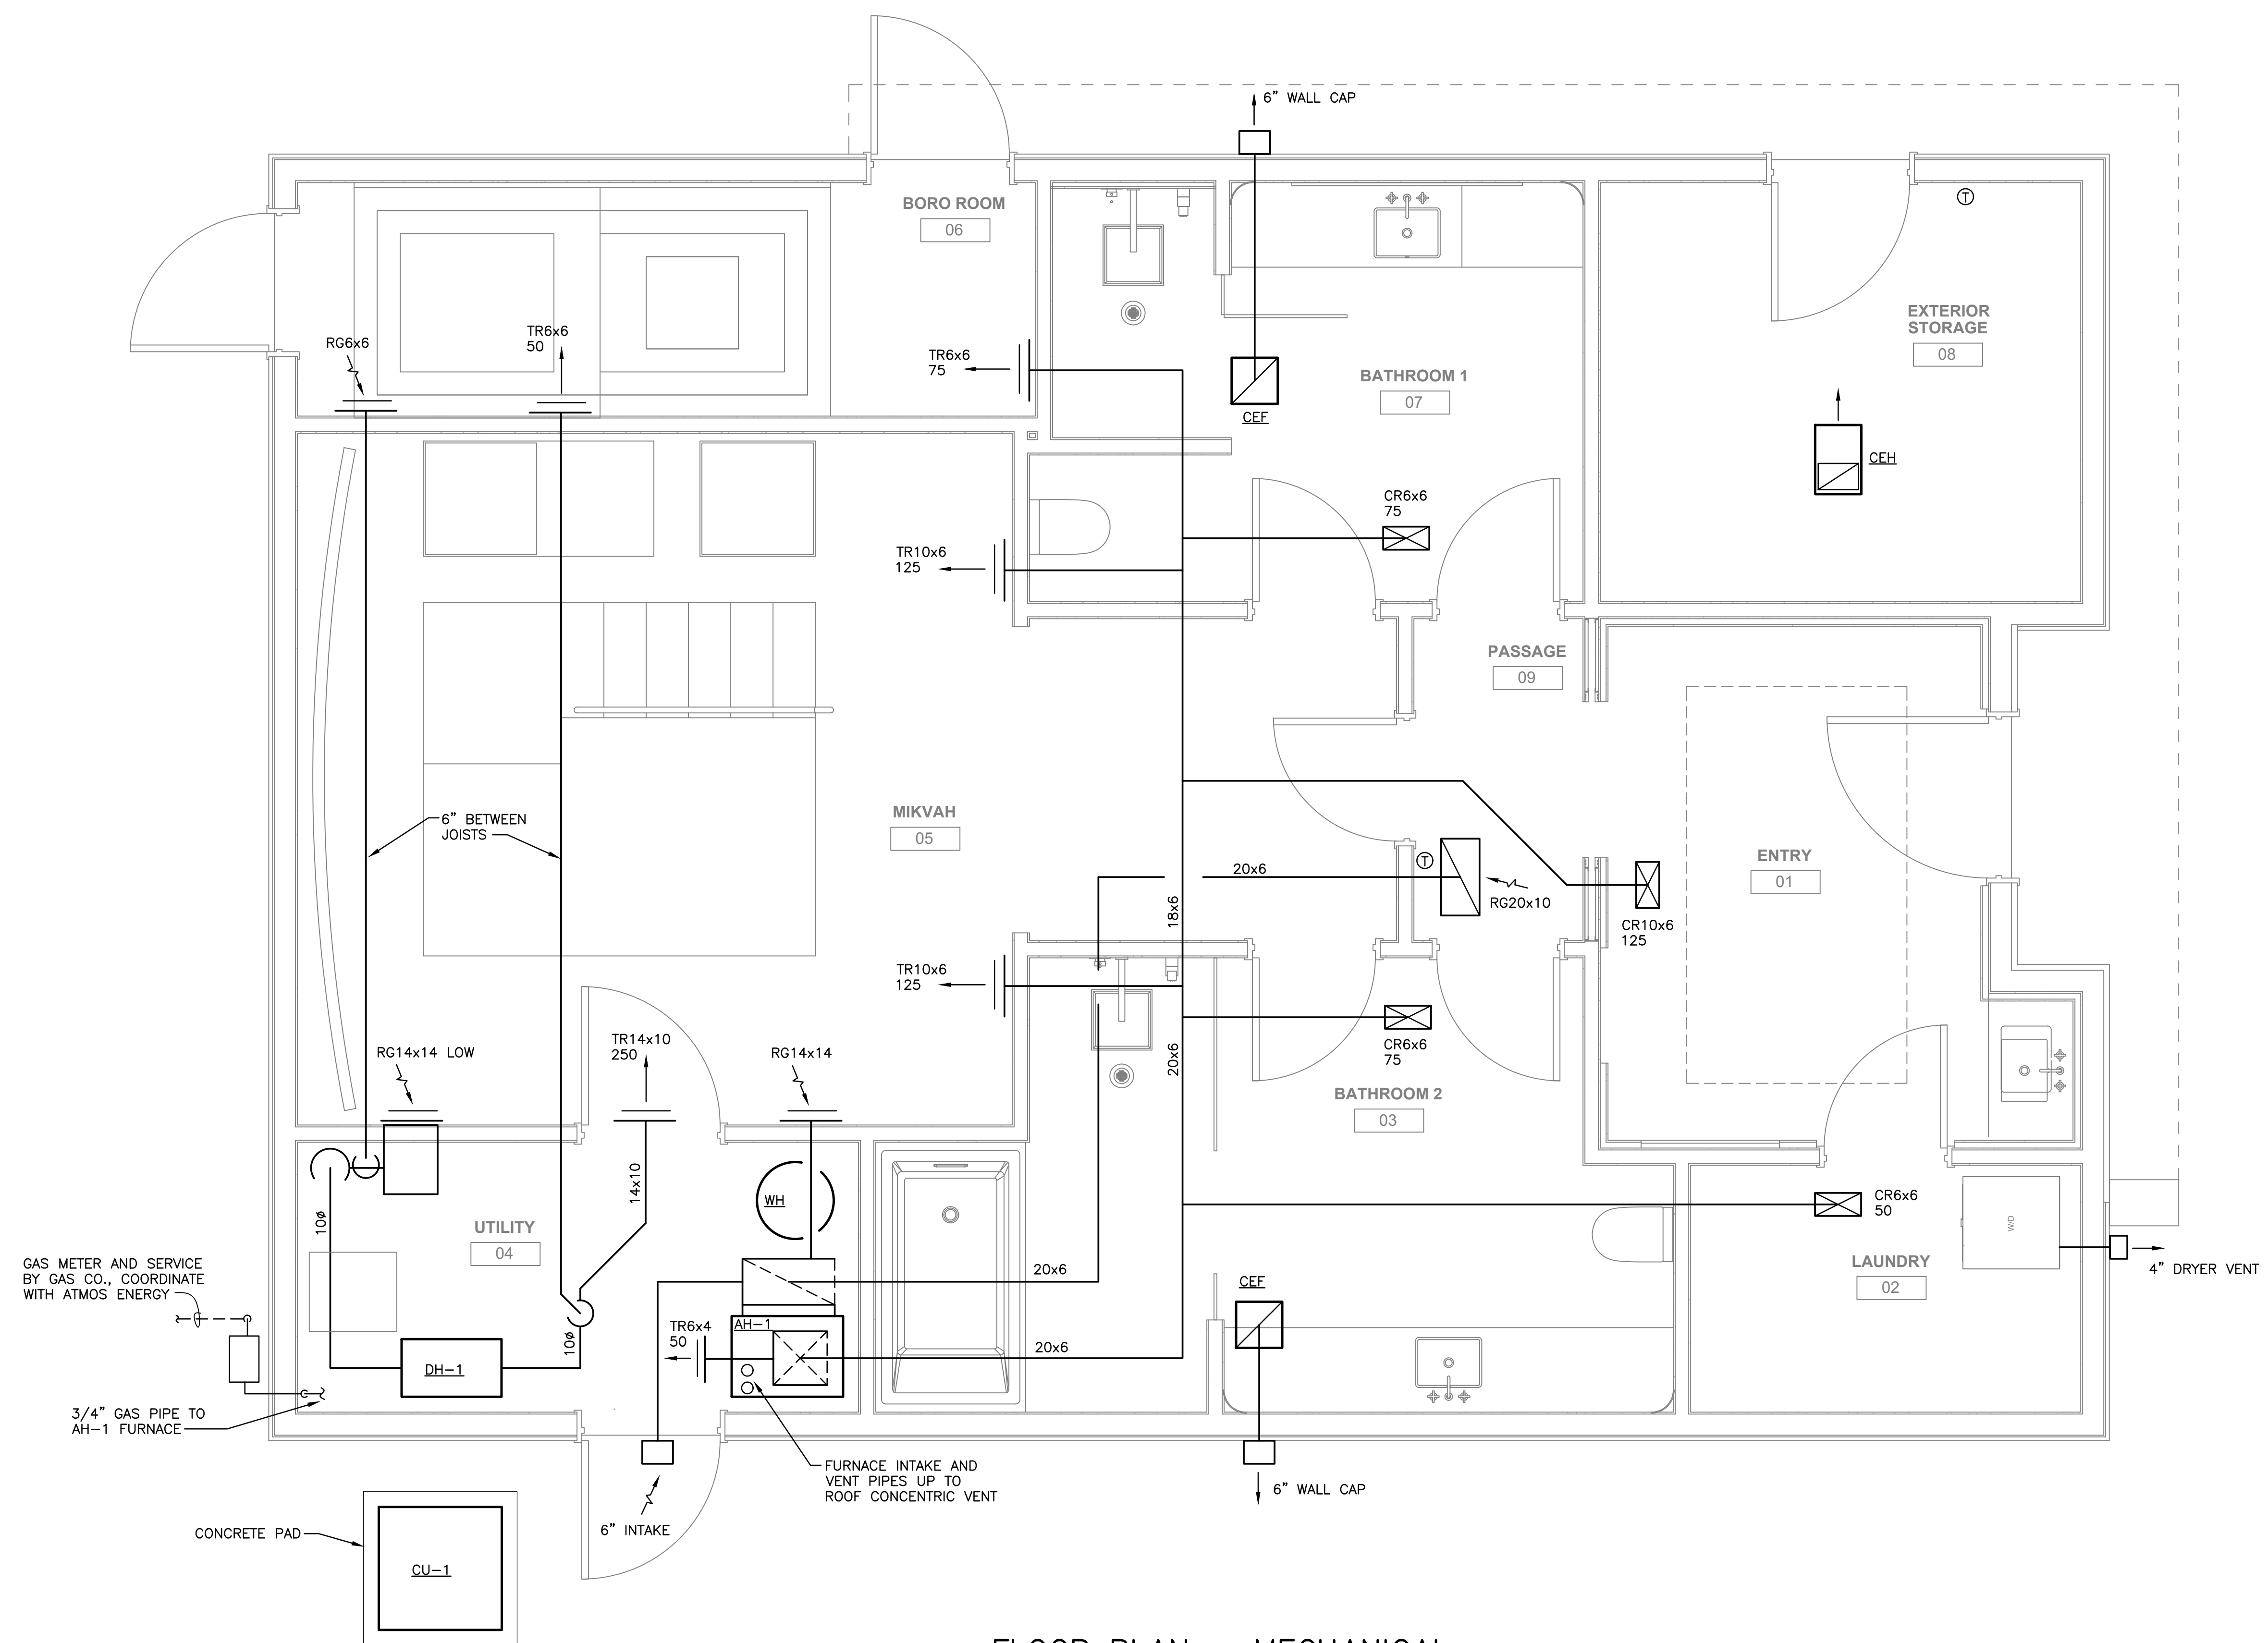 6” WALL CAP
BORO ROOM
06
T
EXTERIOR
STORAGE
08
RG6x6
TR6x6
50
TR6x6
75
BATHROOM 1
07
CEF
CEH
CR6x6
75
TR10x6
125
PASSAGE
09
6” BETWEEN
JOISTS
MIKVAH
05
ENTRY
01
20x6
T
RG20x10
18x6
CR10x6
125
TR10x6
125
20x6
CR6x6
75
RG14x14 LOW
TR14x10
250
RG14x14
BATHROOM 2
03
14x10
10ø
WH
UTILITY
04
CR6x6
50
W/D
LAUNDRY
02
4” DRYER VENT
GAS METER AND SERVICE
BY GAS CO., COORDINATE
WITH ATMOS ENERGY
20x6
CEF
TR6x4
50
AH-1
10ø
20x6
DH-1
3/4” GAS PIPE TO
AH-1 FURNACE
FURNACE INTAKE AND
VENT PIPES UP TO
ROOF CONCENTRIC VENT
6” WALL CAP
6” INTAKE
CONCRETE PAD
CU-1
FLOOR PLAN - MECHANICAL